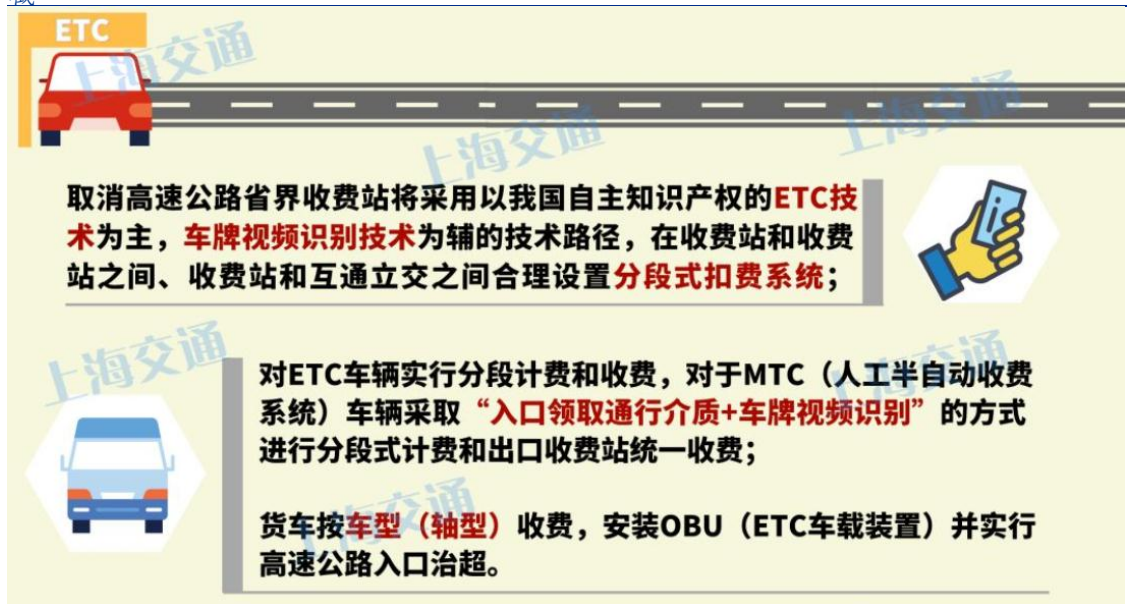 ETC
上海交通
上海交通
上海交通
取消高速公路省界收费站将采用以我国自主知识产权的ETC技
术为主，车牌视频识别技术为辅的技术路径，在收费站和收费
站之间、收费站和互通立交之间合理设置分段式扣费系统；
上海交通
上海交通
对ETC车辆实行分段计费和收费，对于MTC（人工半自动收费
系统）车辆采取“入口领取通行介质+车牌视频识别”的方式
进行分段式计费和出口收费站统一收费；
上海交通
货车按车型（轴型）收费，安装OBU（ETC车载装置）并实行
高速公路入口治超。